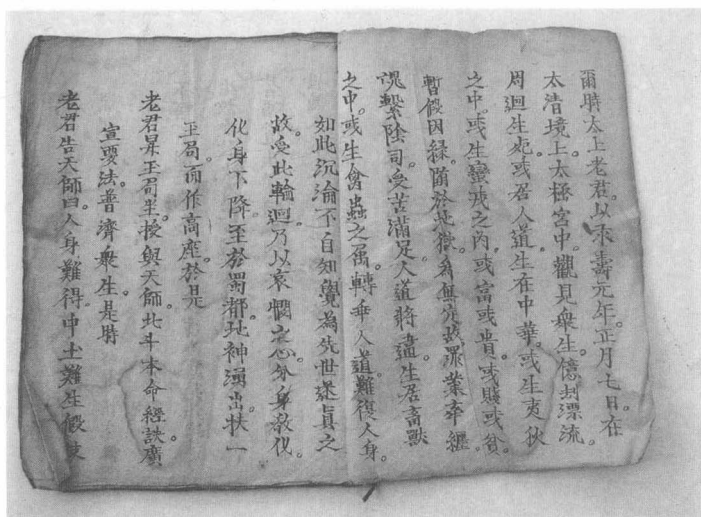 爾時太上老君。以永壽元年。正月七日。在
太清境上太極宮中。觀見衆生。億劫漂流。
周迴生死。或居人道。生在中華。或生夷狄
之中。或生蠻戎之內。或富或貴。或賤或貧。
暫假因緣。墮於地獄。為無定故。罪業牽纏。
魂繫陰司。受苦滿足。人道將違。生居畜獸
之中。或生禽蟲之屬。轉乖人道。難復人身。
如此沉淪。不自知覺。為先世迷真之
故。受此輪迴。乃以哀憫之心。分身教化。
化身下降。至於蜀都。地神湧出。扶一
玉局而作高座。於是
老君昇玉局坐。授與天師北斗本命經訣。廣
宣要法。普濟衆生。是時
老君告天師曰。人身難得。中土難生。假使